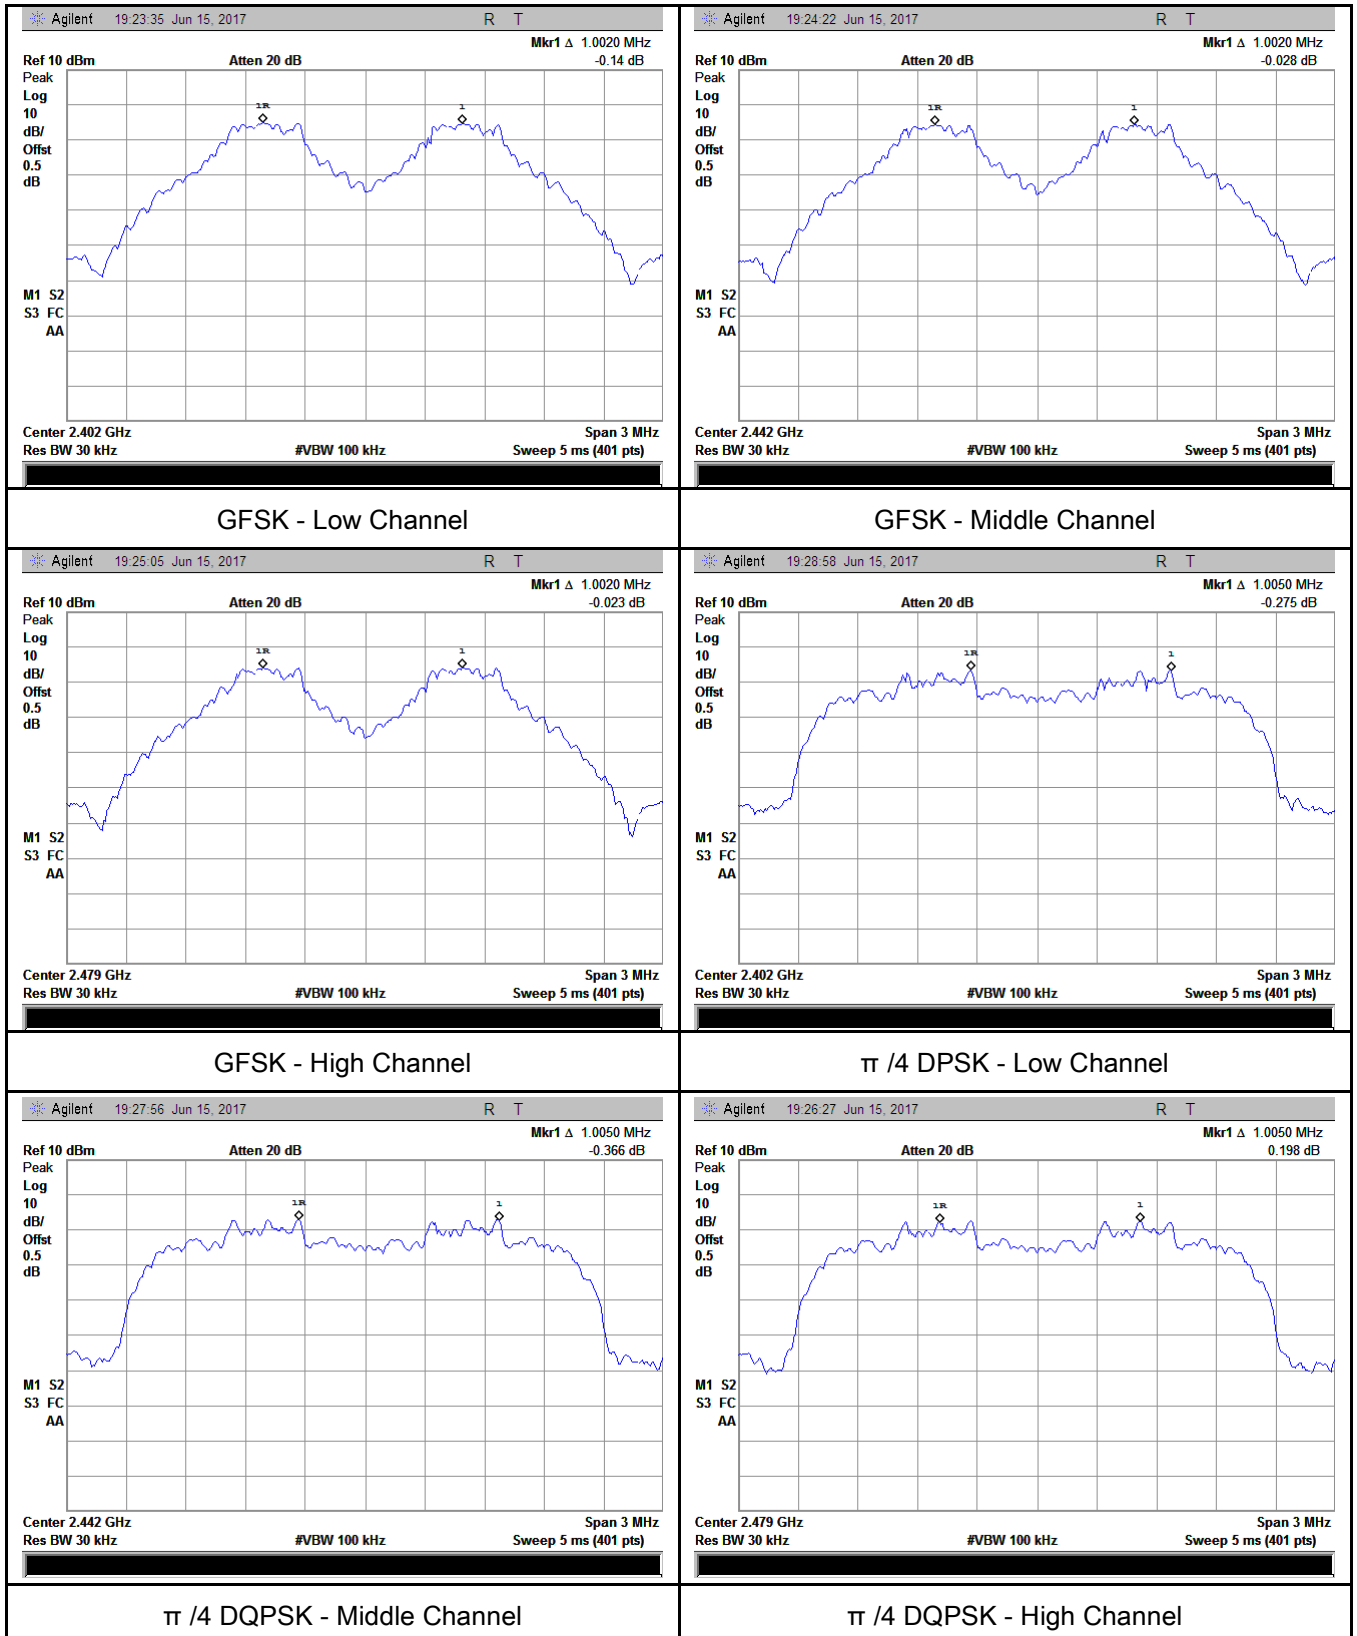 Agilent 19:23:35 Jun 15, 2017 R T
Mkr1 Δ 1.0020 MHz
Ref 10 dBm Atten 20 dB -0.14 dB
Peak
Log
10
dB/
Offst
0.5
dB
1R 1
M1 S2
S3 FC
AA
Center 2.402 GHz Span 3 MHz
Res BW 30 kHz #VBW 100 kHz Sweep 5 ms (401 pts)
GFSK - Low Channel
Agilent 19:24:22 Jun 15, 2017 R T
Mkr1 Δ 1.0020 MHz
Ref 10 dBm Atten 20 dB -0.028 dB
Peak
Log
10
dB/
Offst
0.5
dB
1R 1
M1 S2
S3 FC
AA
Center 2.442 GHz Span 3 MHz
Res BW 30 kHz #VBW 100 kHz Sweep 5 ms (401 pts)
GFSK - Middle Channel
Agilent 19:25:05 Jun 15, 2017 R T
Mkr1 Δ 1.0020 MHz
Ref 10 dBm Atten 20 dB -0.023 dB
Peak
Log
10
dB/
Offst
0.5
dB
1R 1
M1 S2
S3 FC
AA
Center 2.479 GHz Span 3 MHz
Res BW 30 kHz #VBW 100 kHz Sweep 5 ms (401 pts)
GFSK - High Channel
Agilent 19:28:58 Jun 15, 2017 R T
Mkr1 Δ 1.0050 MHz
Ref 10 dBm Atten 20 dB -0.275 dB
Peak
Log
10
dB/
Offst
0.5
dB
1R 1
M1 S2
S3 FC
AA
Center 2.402 GHz Span 3 MHz
Res BW 30 kHz #VBW 100 kHz Sweep 5 ms (401 pts)
π /4 DPSK - Low Channel
Agilent 19:27:56 Jun 15, 2017 R T
Mkr1 Δ 1.0050 MHz
Ref 10 dBm Atten 20 dB -0.366 dB
Peak
Log
10
dB/
Offst
0.5
dB
1R 1
M1 S2
S3 FC
AA
Center 2.442 GHz Span 3 MHz
Res BW 30 kHz #VBW 100 kHz Sweep 5 ms (401 pts)
π /4 DQPSK - Middle Channel
Agilent 19:26:27 Jun 15, 2017 R T
Mkr1 Δ 1.0050 MHz
Ref 10 dBm Atten 20 dB 0.198 dB
Peak
Log
10
dB/
Offst
0.5
dB
1R 1
M1 S2
S3 FC
AA
Center 2.479 GHz Span 3 MHz
Res BW 30 kHz #VBW 100 kHz Sweep 5 ms (401 pts)
π /4 DQPSK - High Channel